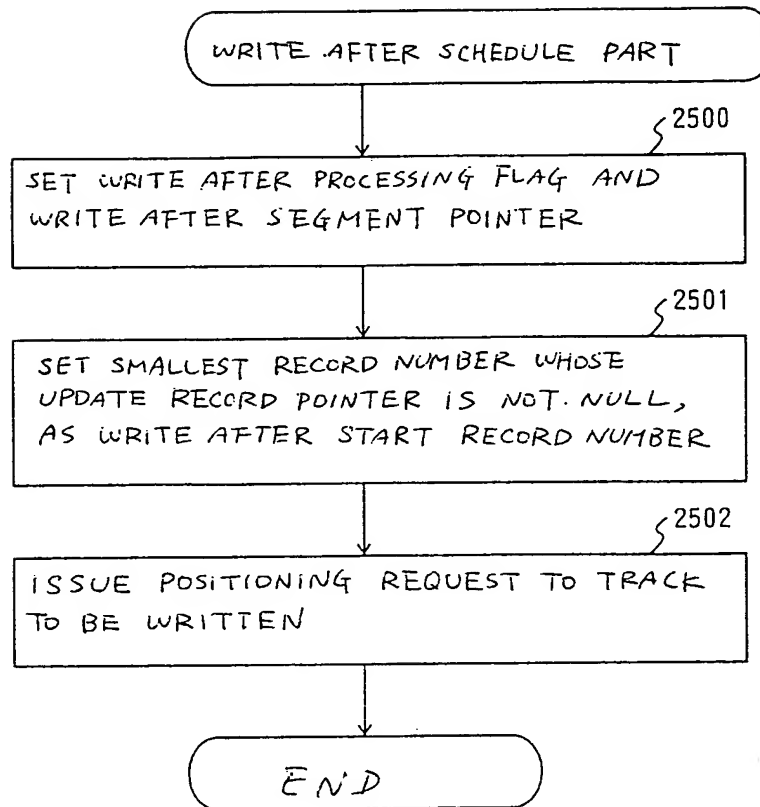 WRITE AFTER SCHEDULE PART
2500
SET WRITE AFTER PROCESSING FLAG AND
WRITE AFTER SEGMENT POINTER
2501
SET SMALLEST RECORD NUMBER WHOSE
UPDATE RECORD POINTER IS NOT NULL,
AS WRITE AFTER START RECORD NUMBER
2502
ISSUE POSITIONING REQUEST TO TRACK
TO BE WRITTEN
END